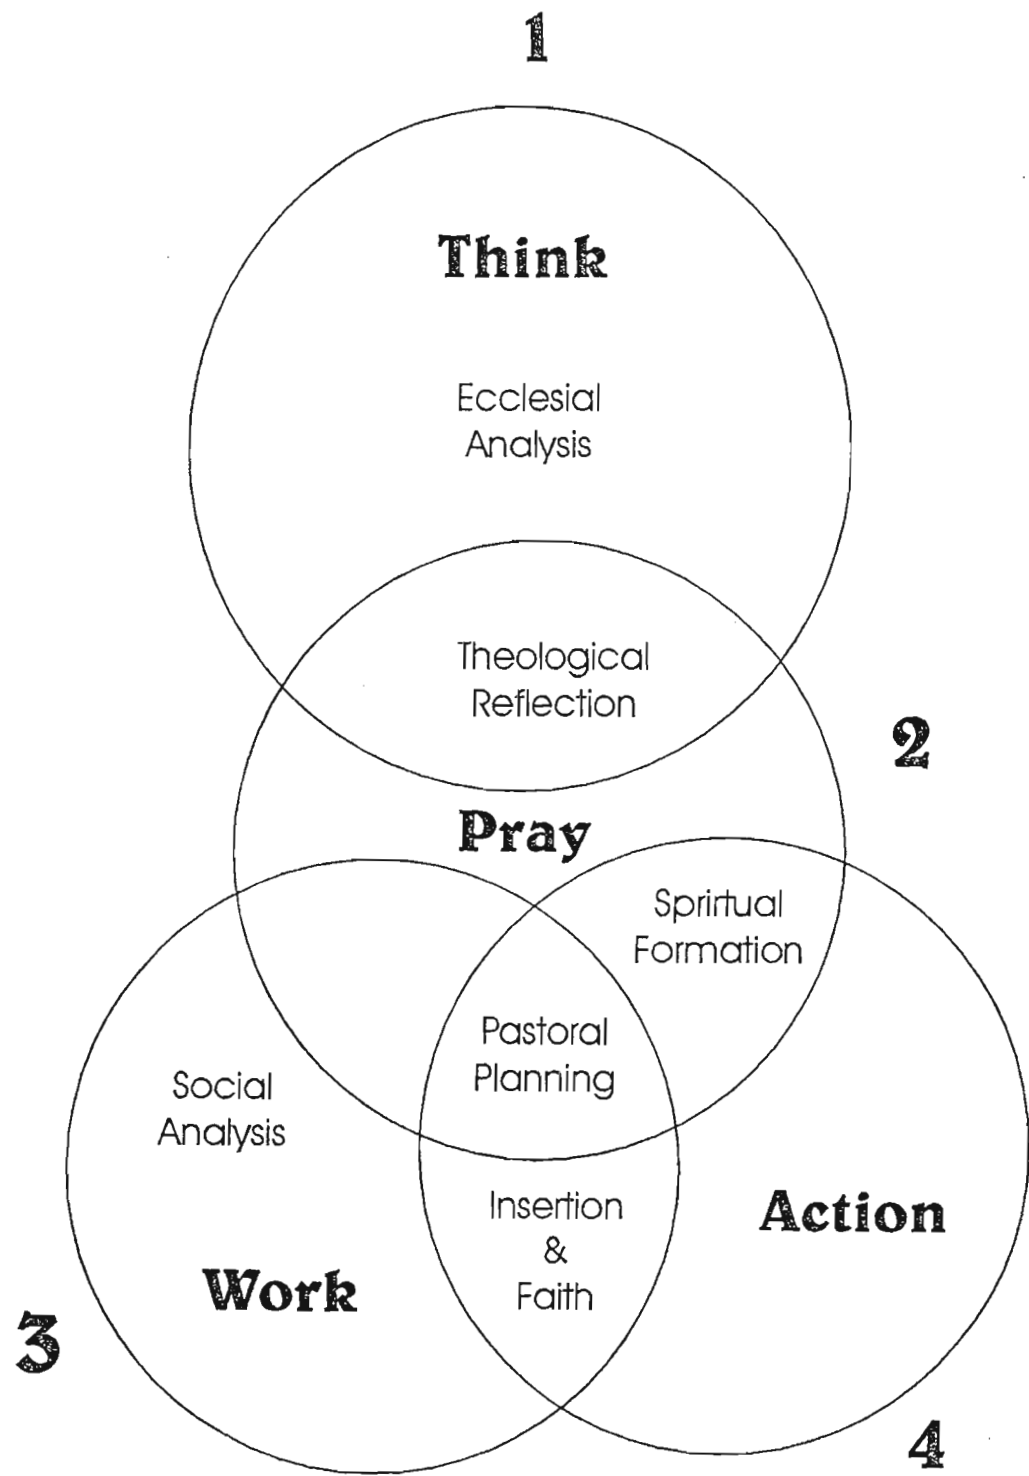 1
Think
Ecclesial
Analysis
Theological
Reflection
2
Pray
Sprirtual
Formation
Pastoral
Planning
Social
Analysis
Insertion
&
Faith
Action
Work
3
4